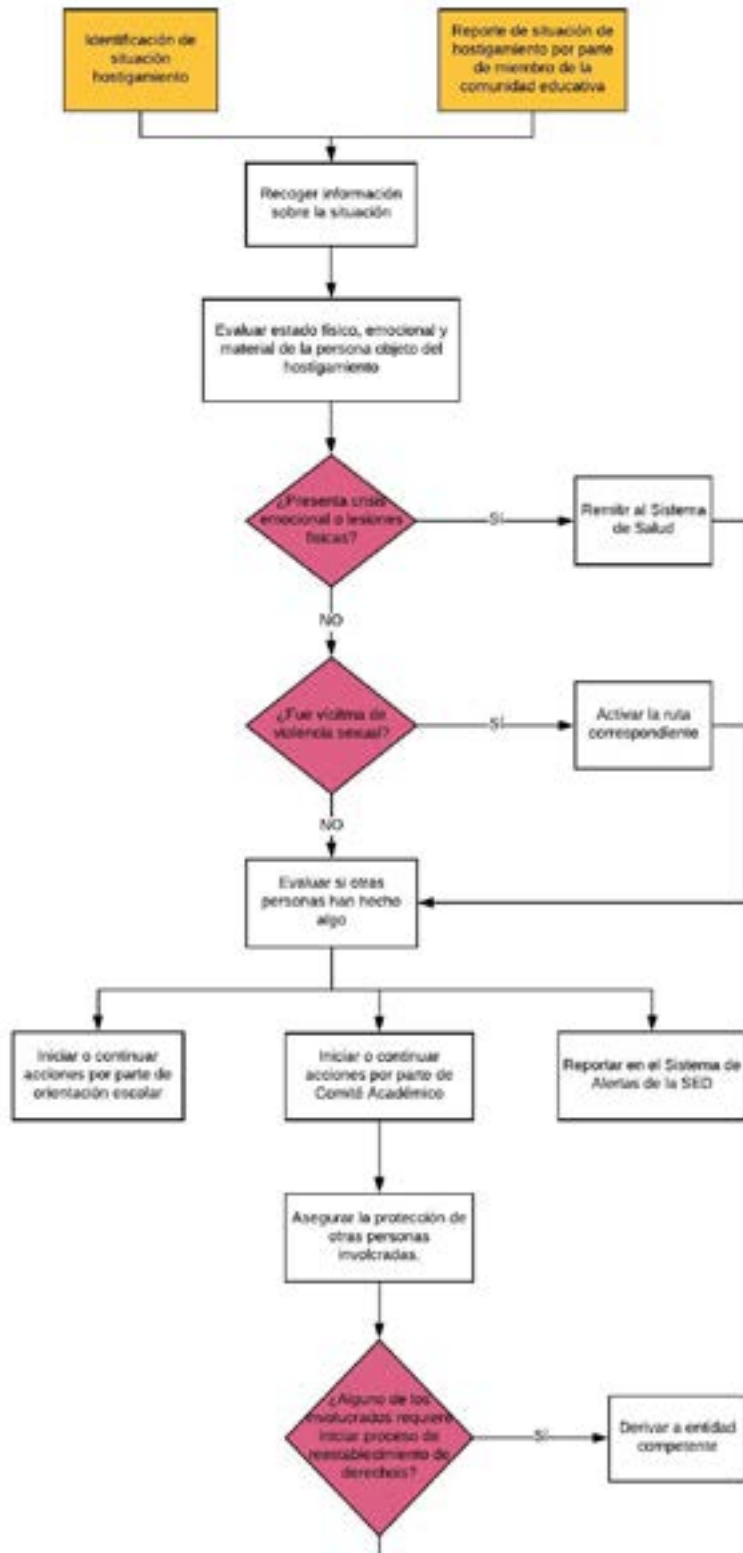 Identificación de
situación
hostigamiento
Reporte de situación de
hostigamiento por parte
de miembro de la
comunidad educativa
Recoger información
sobre la situación
Evaluar estado físico, emocional y
material de la persona objeto del
hostigamiento
¿Presenta crisis
emocional o lesiones
físicas?
SÍ
Remitir al Sistema
de Salud
NO
¿Fue víctima de
violencia sexual?
SÍ
Activar la ruta
correspondiente
NO
Evaluar si otras
personas han hecho
algo
Iniciar o continuar
acciones por parte de
orientación escolar
Iniciar o continuar
acciones por parte de
Comité Académico
Reportar en el Sistema de
Alertas de la SED
Asegurar la protección de
otras personas
involcradas.
¿Alguno de los
involucrados requiere
iniciar proceso de
reestablecimiento de
derechos?
SÍ
Derivar a entidad
competente